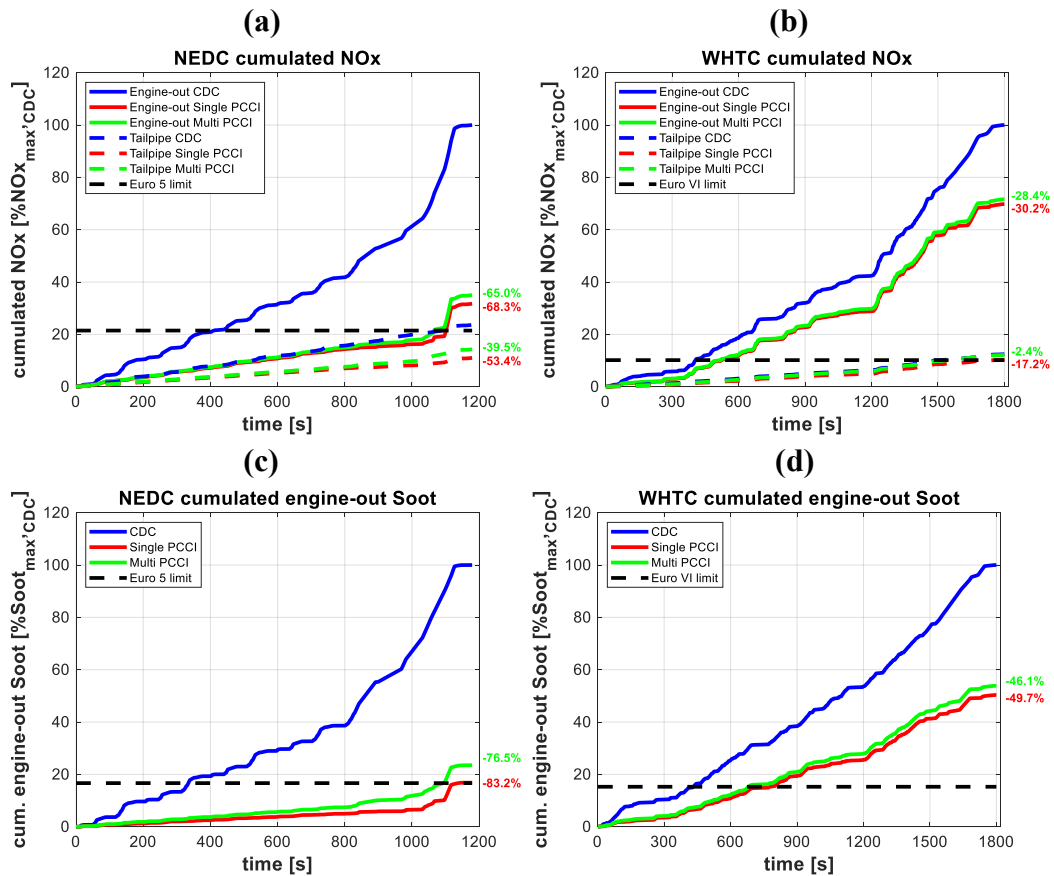 (a)
NEDC cumulated NOx
cumulated NOx [%NOx_max,CDC]
120
100
80
60
40
20
0
Engine-out CDC
Engine-out Single PCCI
Engine-out Multi PCCI
Tailpipe CDC
Tailpipe Single PCCI
Tailpipe Multi PCCI
Euro 5 limit
-65.0%
-68.3%
-39.5%
-53.4%
0 200 400 600 800 1000 1200
time [s]
(b)
WHTC cumulated NOx
cumulated NOx [%NOx_max,CDC]
120
100
80
60
40
20
0
Engine-out CDC
Engine-out Single PCCI
Engine-out Multi PCCI
Tailpipe CDC
Tailpipe Single PCCI
Tailpipe Multi PCCI
Euro VI limit
-28.4%
-30.2%
-2.4%
-17.2%
0 300 600 900 1200 1500 1800
time [s]
(c)
NEDC cumulated engine-out Soot
cum. engine-out Soot [%Soot_max,CDC]
120
100
80
60
40
20
0
CDC
Single PCCI
Multi PCCI
Euro 5 limit
-76.5%
-83.2%
0 200 400 600 800 1000 1200
time [s]
(d)
WHTC cumulated engine-out Soot
cum. engine-out Soot [%Soot_max,CDC]
120
100
80
60
40
20
0
CDC
Single PCCI
Multi PCCI
Euro VI limit
-46.1%
-49.7%
0 300 600 900 1200 1500 1800
time [s]